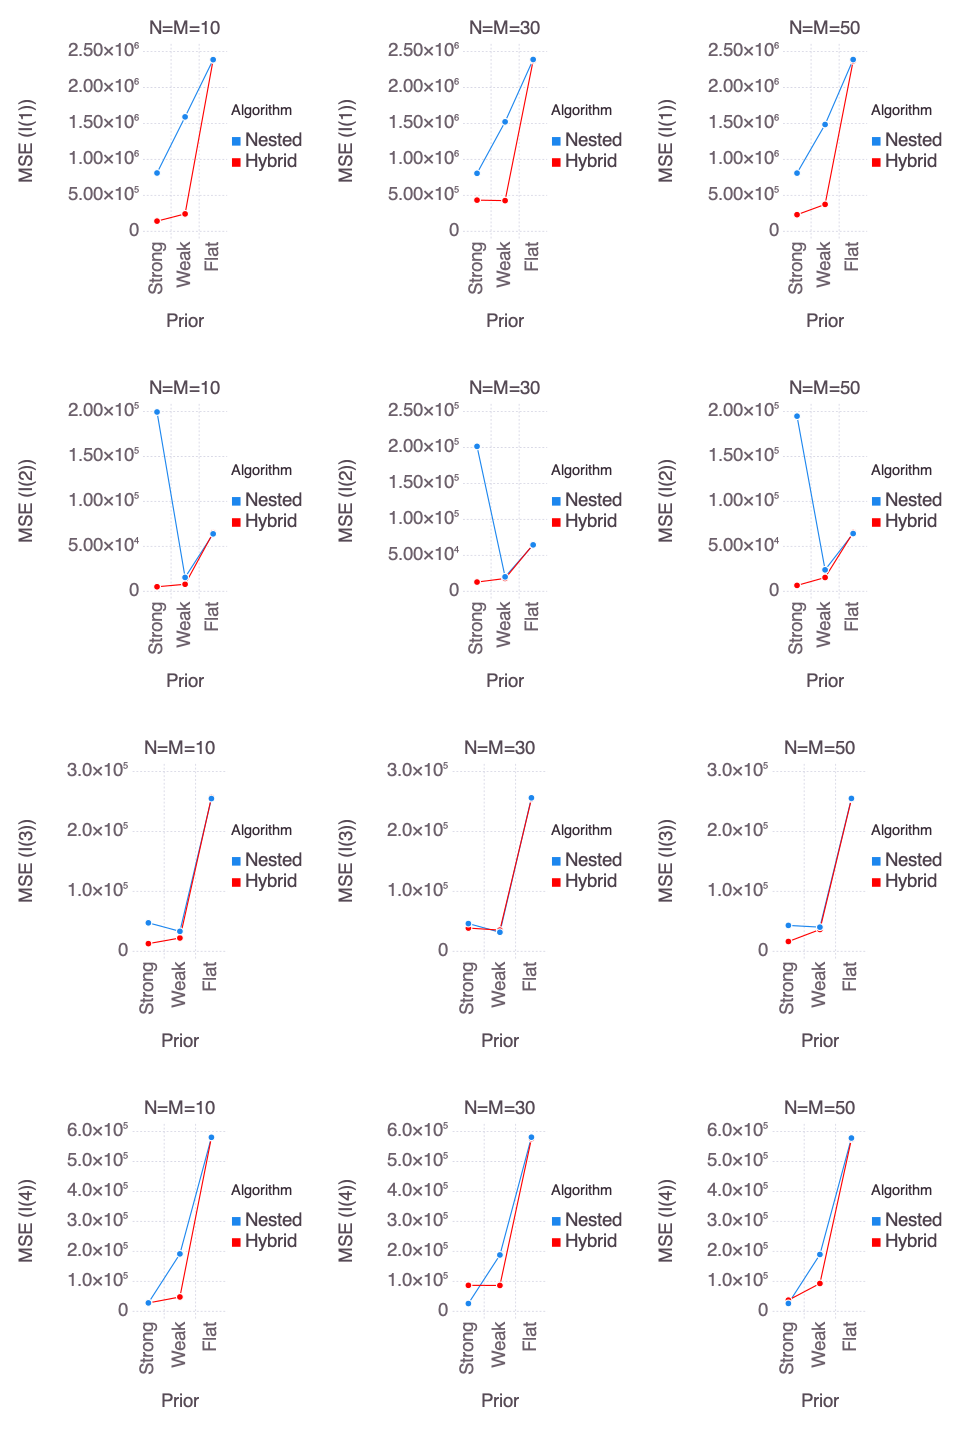 N=M=10
MSE (I(1))
2.50×10⁶
2.00×10⁶
1.50×10⁶
1.00×10⁶
5.00×10⁵
0
Strong
Weak
Flat
Prior
Algorithm
Nested
Hybrid
N=M=30
MSE (I(1))
2.50×10⁶
2.00×10⁶
1.50×10⁶
1.00×10⁶
5.00×10⁵
0
Strong
Weak
Flat
Prior
Algorithm
Nested
Hybrid
N=M=50
MSE (I(1))
2.50×10⁶
2.00×10⁶
1.50×10⁶
1.00×10⁶
5.00×10⁵
0
Strong
Weak
Flat
Prior
Algorithm
Nested
Hybrid
N=M=10
MSE (I(2))
2.00×10⁵
1.50×10⁵
1.00×10⁵
5.00×10⁴
0
Strong
Weak
Flat
Prior
Algorithm
Nested
Hybrid
N=M=30
MSE (I(2))
2.50×10⁵
2.00×10⁵
1.50×10⁵
1.00×10⁵
5.00×10⁴
0
Strong
Weak
Flat
Prior
Algorithm
Nested
Hybrid
N=M=50
MSE (I(2))
2.00×10⁵
1.50×10⁵
1.00×10⁵
5.00×10⁴
0
Strong
Weak
Flat
Prior
Algorithm
Nested
Hybrid
N=M=10
MSE (I(3))
3.0×10⁵
2.0×10⁵
1.0×10⁵
0
Strong
Weak
Flat
Prior
Algorithm
Nested
Hybrid
N=M=30
MSE (I(3))
3.0×10⁵
2.0×10⁵
1.0×10⁵
0
Strong
Weak
Flat
Prior
Algorithm
Nested
Hybrid
N=M=50
MSE (I(3))
3.0×10⁵
2.0×10⁵
1.0×10⁵
0
Strong
Weak
Flat
Prior
Algorithm
Nested
Hybrid
N=M=10
MSE (I(4))
6.0×10⁵
5.0×10⁵
4.0×10⁵
3.0×10⁵
2.0×10⁵
1.0×10⁵
0
Strong
Weak
Flat
Prior
Algorithm
Nested
Hybrid
N=M=30
MSE (I(4))
6.0×10⁵
5.0×10⁵
4.0×10⁵
3.0×10⁵
2.0×10⁵
1.0×10⁵
0
Strong
Weak
Flat
Prior
Algorithm
Nested
Hybrid
N=M=50
MSE (I(4))
6.0×10⁵
5.0×10⁵
4.0×10⁵
3.0×10⁵
2.0×10⁵
1.0×10⁵
0
Strong
Weak
Flat
Prior
Algorithm
Nested
Hybrid